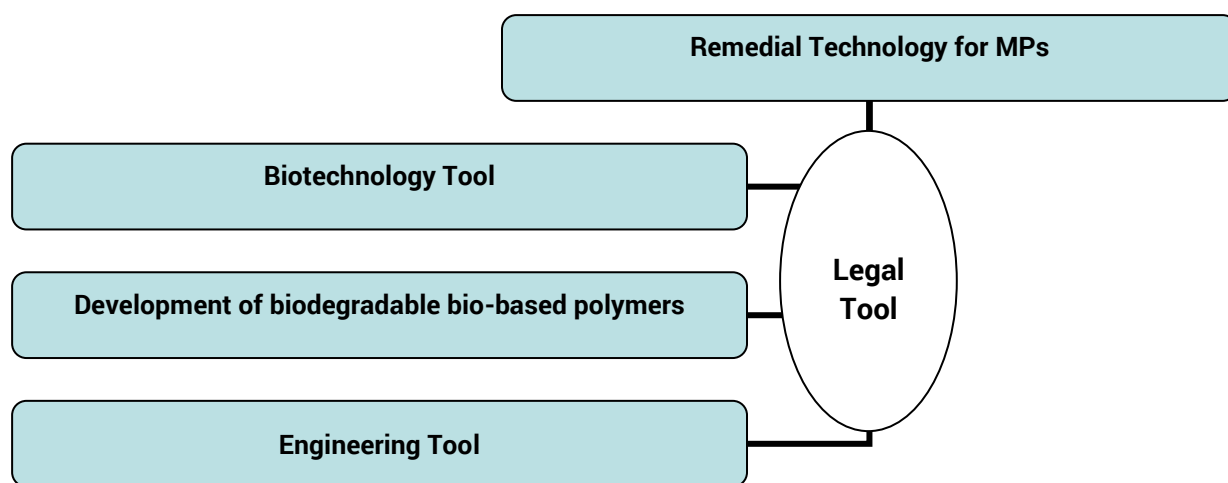 Remedial Technology for MPs
Biotechnology Tool
Development of biodegradable bio-based polymers
Engineering Tool
Legal
Tool